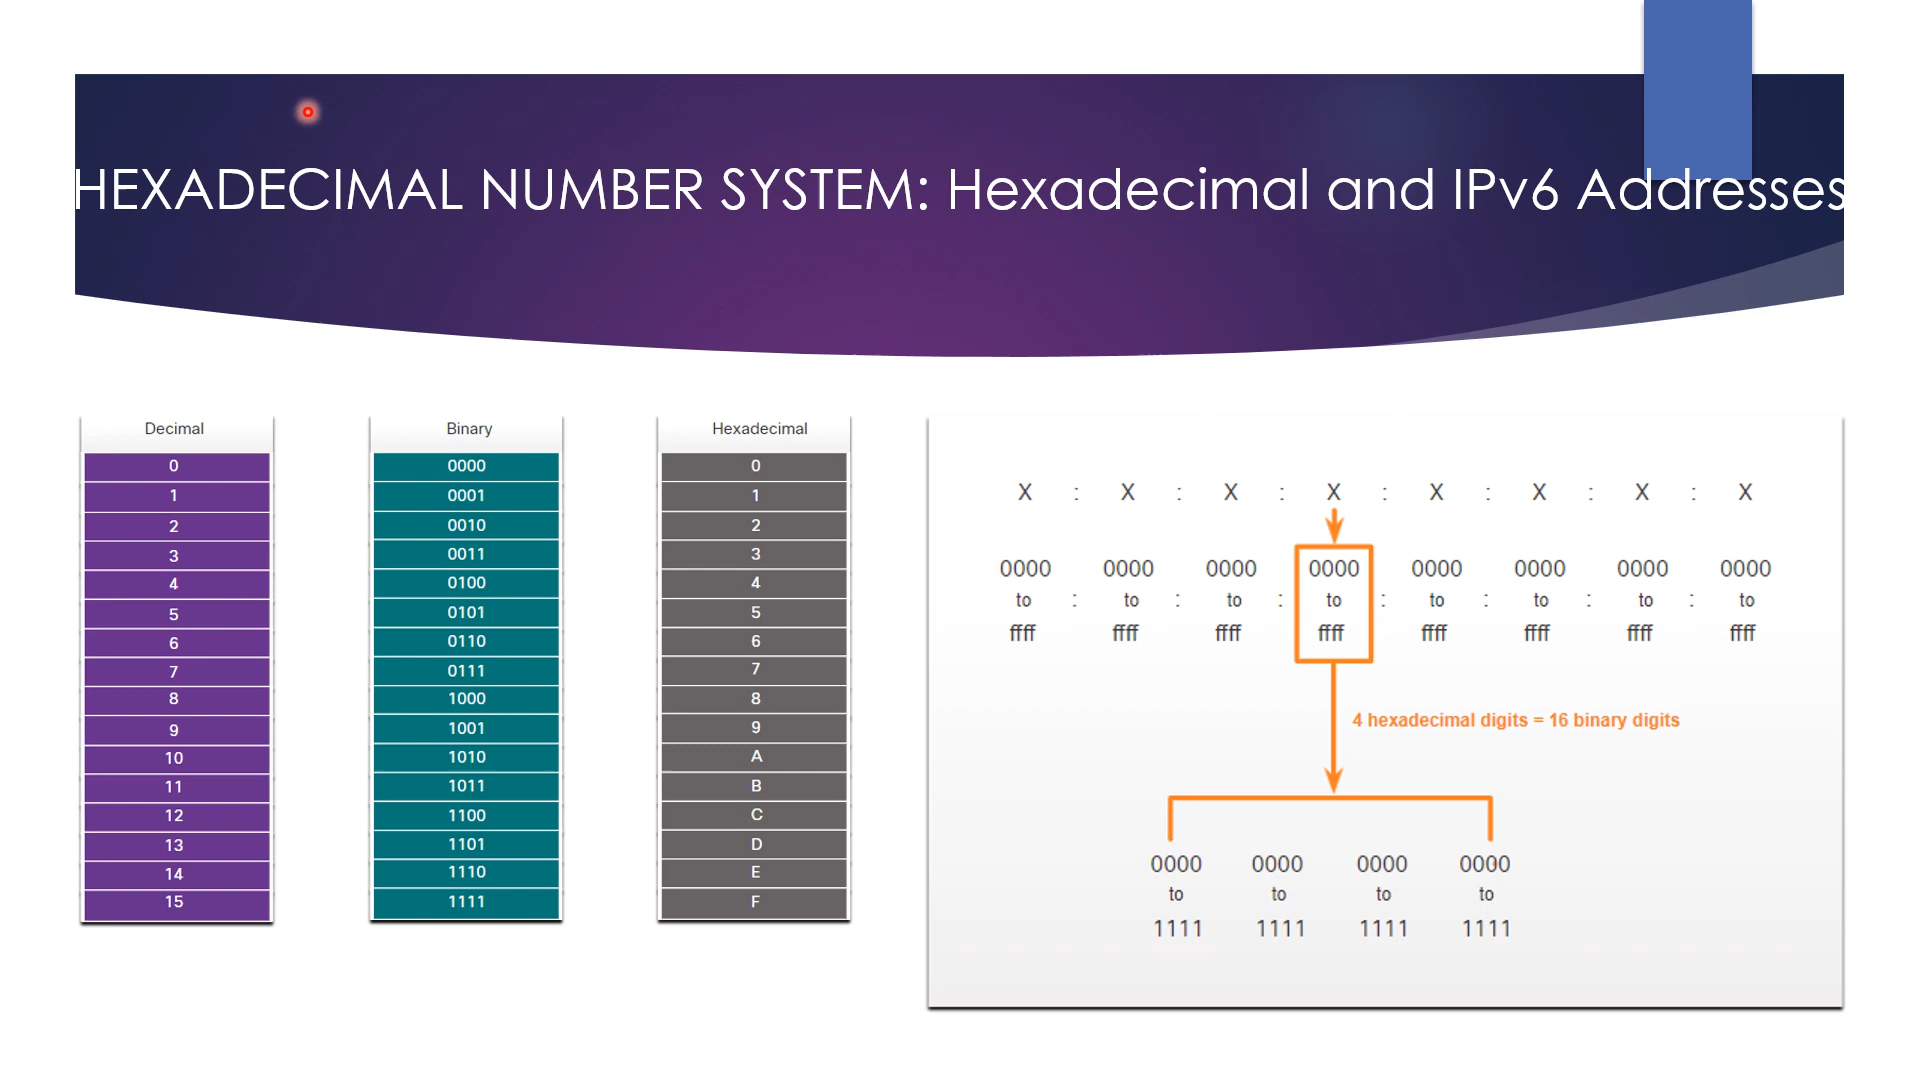 HEXADECIMAL NUMBER SYSTEM: Hexadecimal and IPv6 Addresses
Decimal
0
1
2
3
4
5
6
7
8
9
10
11
12
13
14
15
Binary
0000
0001
0010
0011
0100
0101
0110
0111
1000
1001
1010
1011
1100
1101
1110
1111
Hexadecimal
0
1
2
3
4
5
6
7
8
9
A
B
C
D
E
F
X : X : X : X : X : X : X : X
0000 0000 0000 0000 0000 0000 0000 0000
to : to : to : to : to : to : to : to
ffff ffff ffff ffff ffff ffff ffff ffff
4 hexadecimal digits = 16 binary digits
0000 0000 0000 0000
to to to to
1111 1111 1111 1111